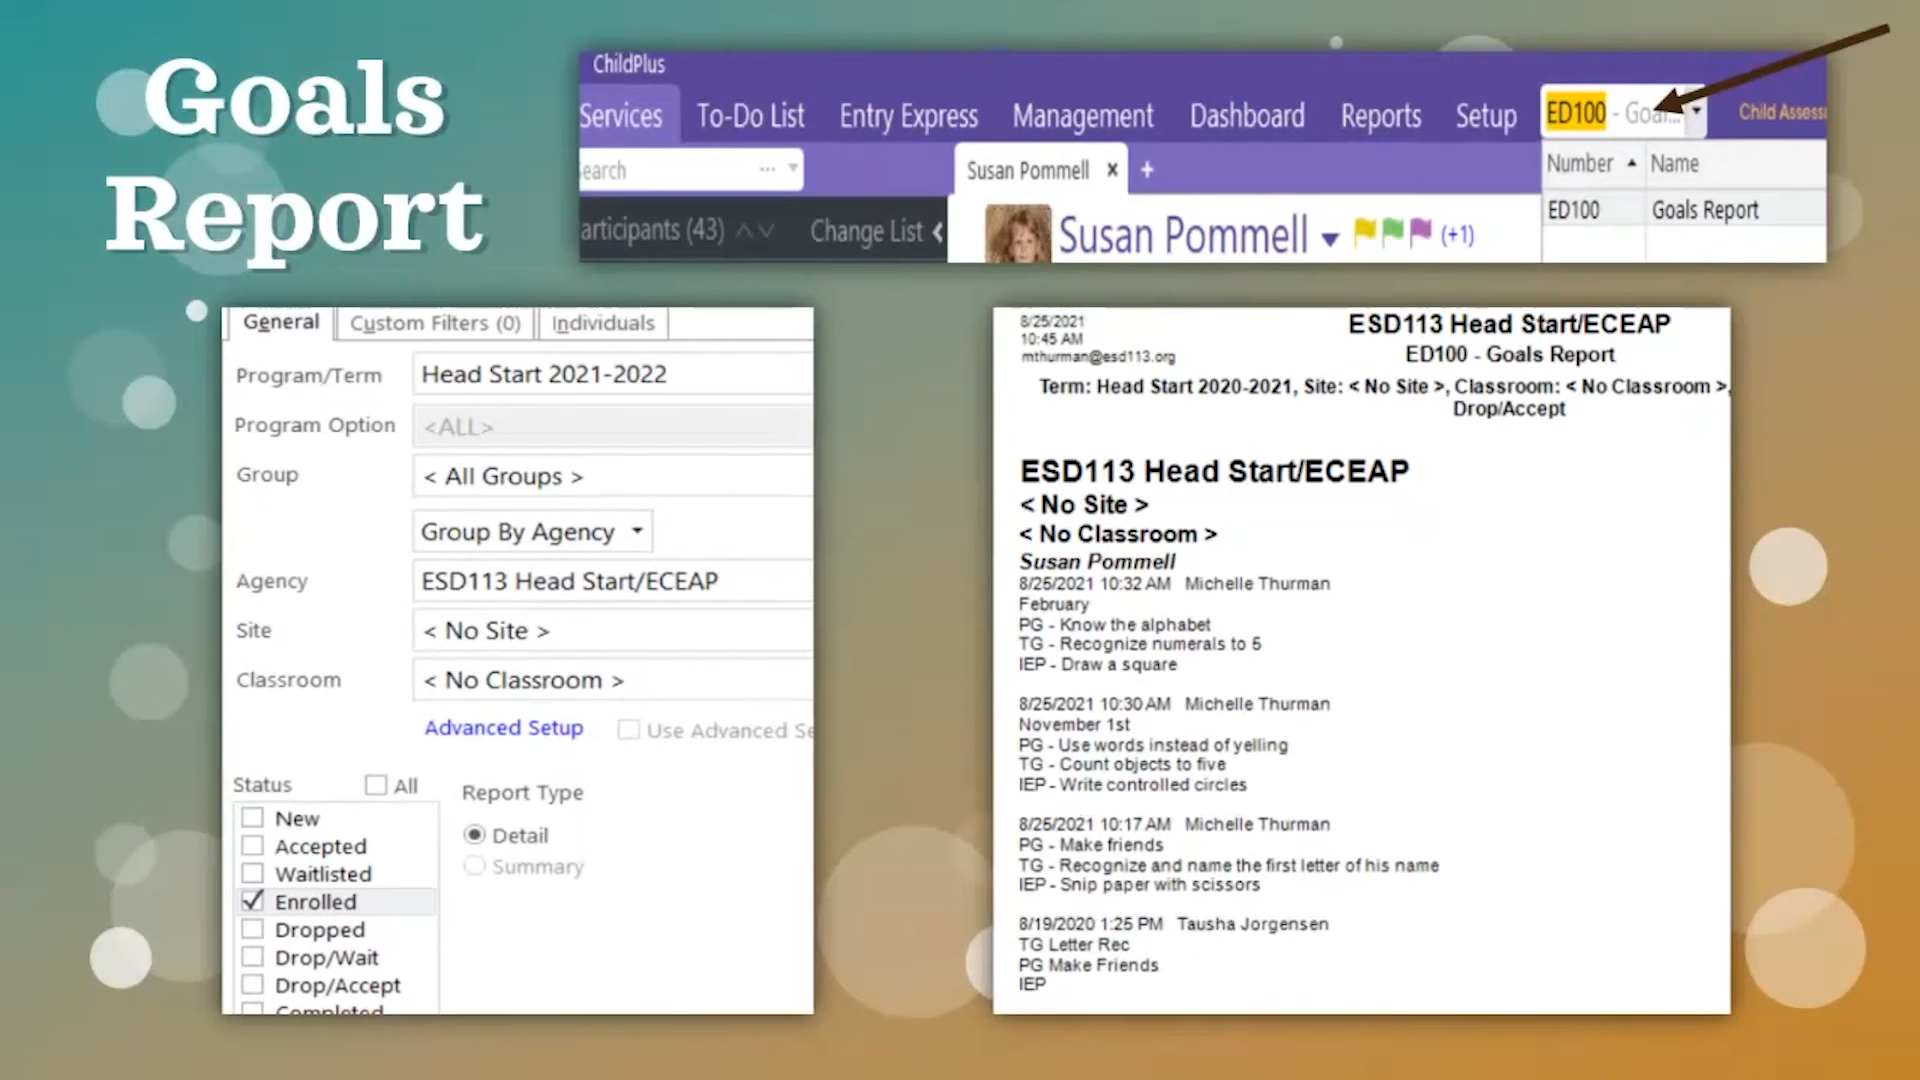 Goals
Report
ChildPlus
Services To-Do List Entry Express Management Dashboard Reports Setup ED100 - Goal... Child Assess
earch ...
Susan Pommell × +
Number Name
articipants (43) Change List
Susan Pommell (+1)
ED100 Goals Report
General Custom Filters (0) Individuals
Program/Term Head Start 2021-2022
Program Option <ALL>
Group < All Groups >
Group By Agency
Agency ESD113 Head Start/ECEAP
Site < No Site >
Classroom < No Classroom >
Advanced Setup Use Advanced Se
Status All
Report Type
New
Accepted
Waitlisted
Enrolled
Dropped
Drop/Wait
Drop/Accept
Completed
Detail
Summary
8/25/2021
10:45 AM
mthurman@esd113.org
ESD113 Head Start/ECEAP
ED100 - Goals Report
Term: Head Start 2020-2021, Site: < No Site >, Classroom: < No Classroom >,
Drop/Accept
ESD113 Head Start/ECEAP
< No Site >
< No Classroom >
Susan Pommell
8/25/2021 10:32 AM Michelle Thurman
February
PG - Know the alphabet
TG - Recognize numerals to 5
IEP - Draw a square
8/25/2021 10:30 AM Michelle Thurman
November 1st
PG - Use words instead of yelling
TG - Count objects to five
IEP - Write controlled circles
8/25/2021 10:17 AM Michelle Thurman
PG - Make friends
TG - Recognize and name the first letter of his name
IEP - Snip paper with scissors
8/19/2020 1:25 PM Tausha Jorgensen
TG Letter Rec
PG Make Friends
IEP